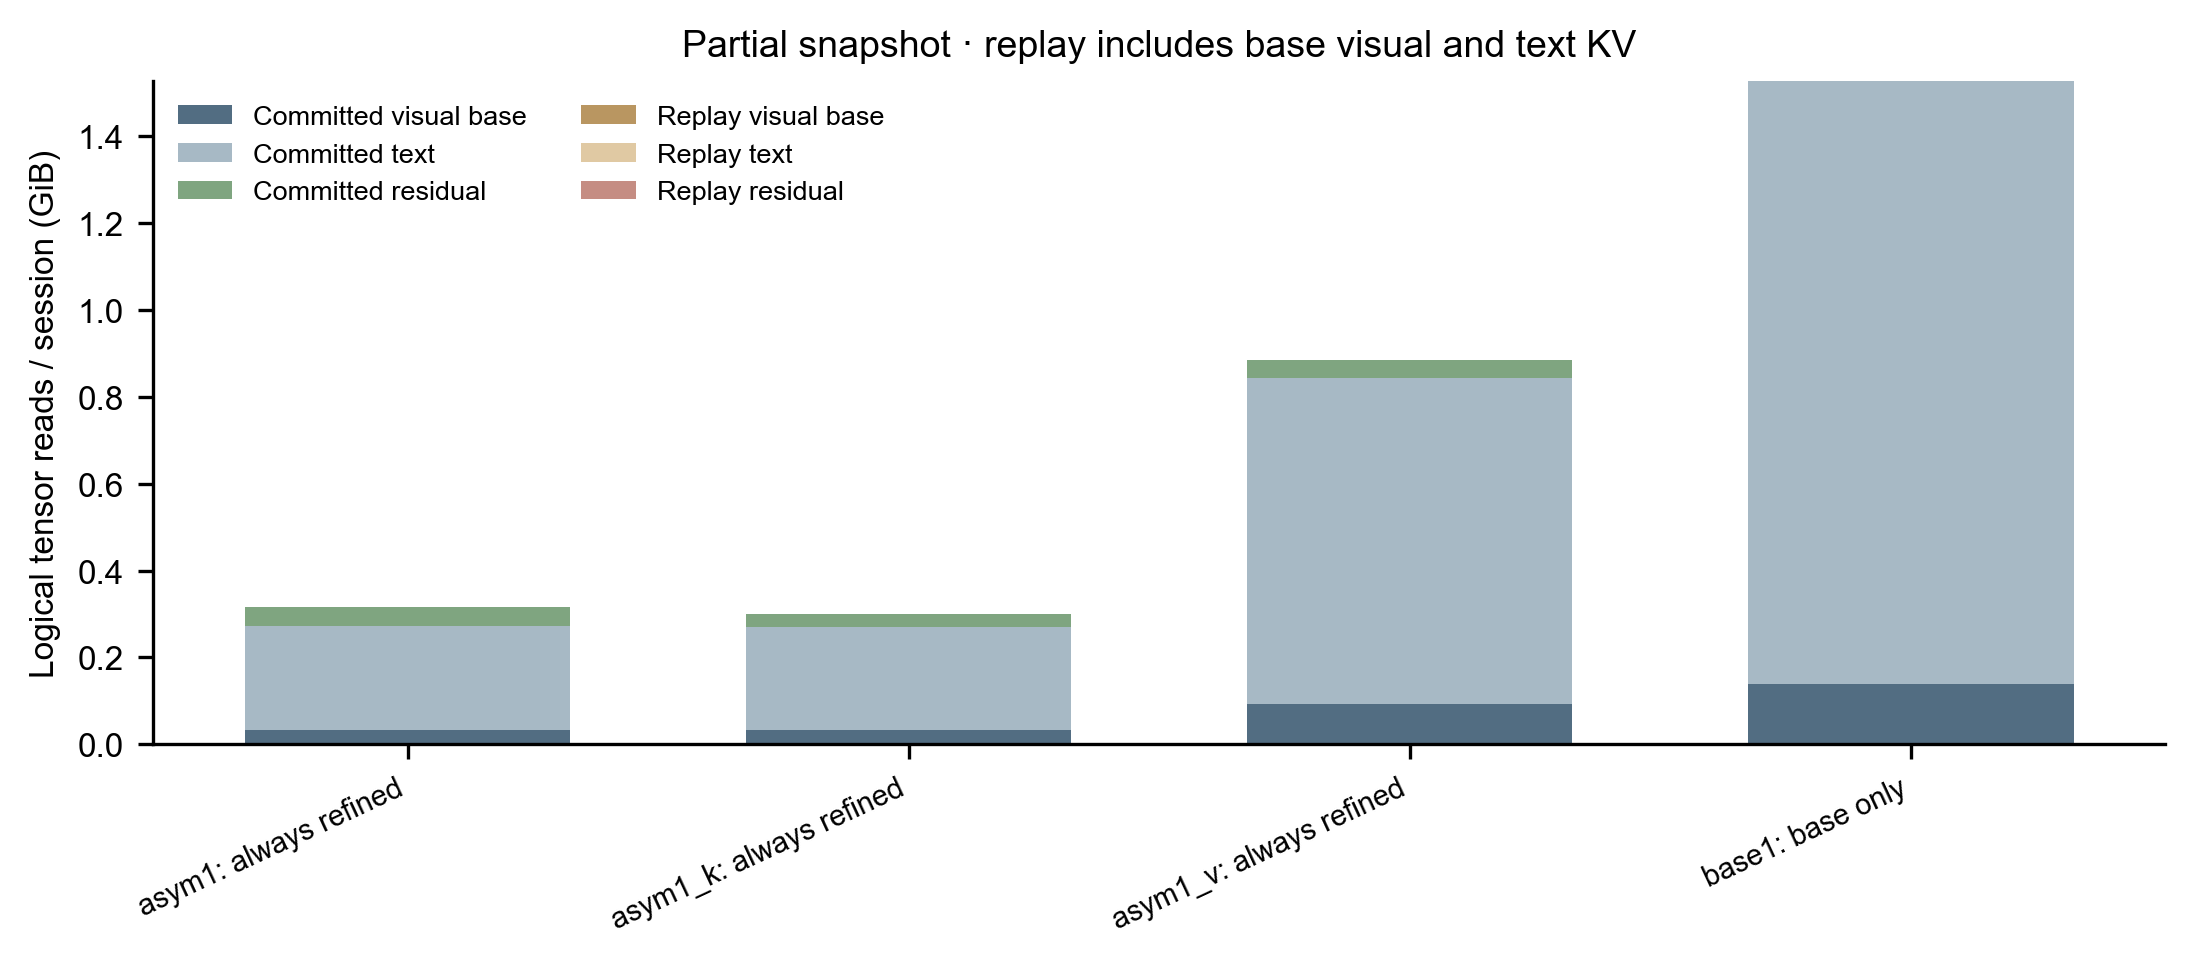 Partial snapshot · replay includes base visual and text KV
Logical tensor reads / session (GiB)
1.4
1.2
1.0
0.8
0.6
0.4
0.2
0.0
Committed visual base
Committed text
Committed residual
Replay visual base
Replay text
Replay residual
asym1: always refined
asym1_k: always refined
asym1_v: always refined
base1: base only